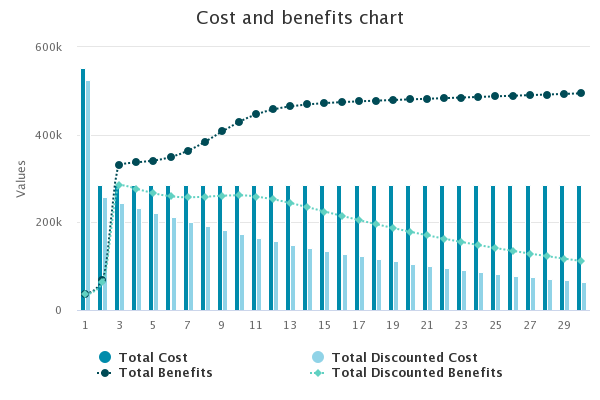 Cost and benefits chart
Values
600k
400k
200k
0
1 3 5 7 9 11 13 15 17 19 21 23 25 27 29
Total Cost Total Discounted Cost
Total Benefits Total Discounted Benefits